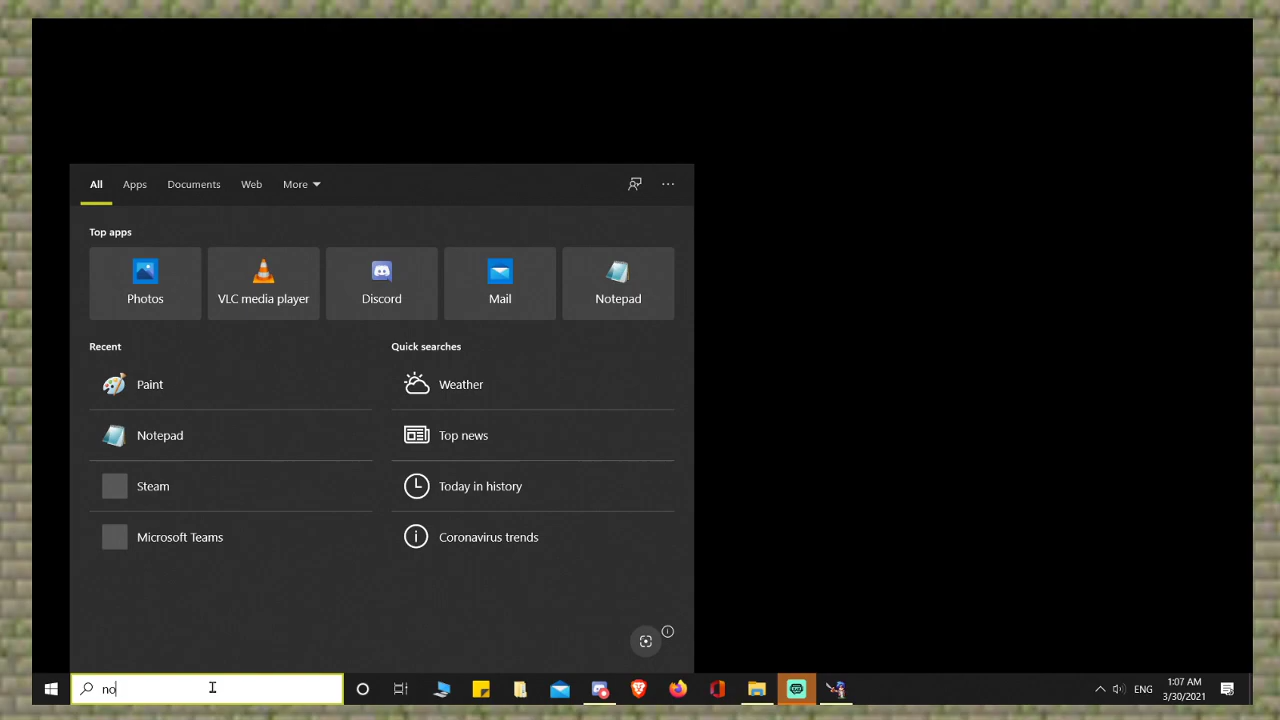 All Apps Documents Web More
Top apps
Photos VLC media player Discord Mail Notepad
Recent Quick searches
Paint Weather
Notepad Top news
Steam Today in history
Microsoft Teams Coronavirus trends
no ENG 1:07 AM
3/30/2021